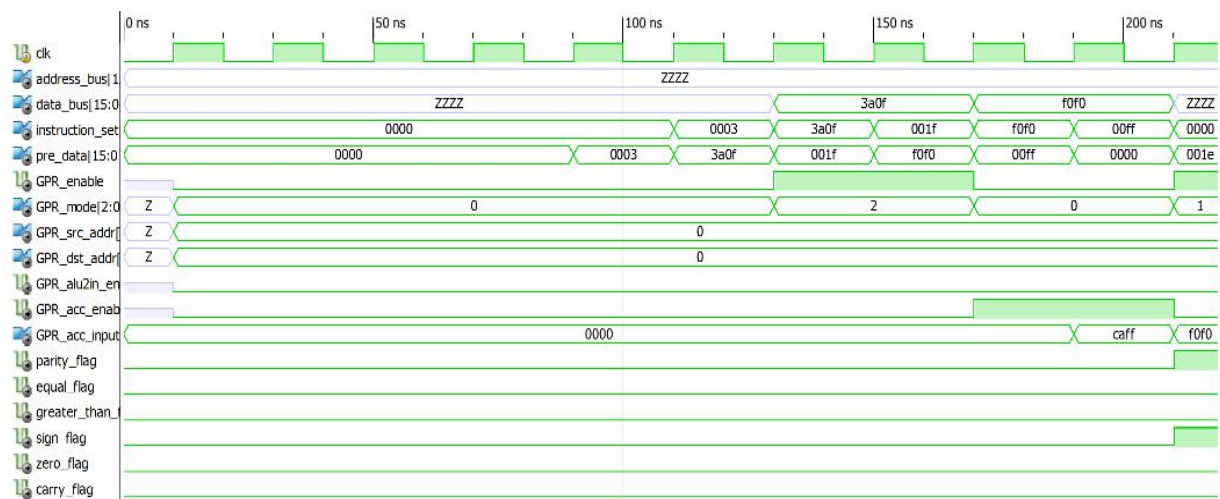 0 ns 50 ns 100 ns 150 ns 200 ns
clk
address_bus[1 ZZZZ
data_bus[15:0 ZZZZ 3a0f f0f0 ZZZZ
instruction_set 0000 0003 3a0f 001f f0f0 00ff 0000
pre_data[15:0 0000 0003 3a0f 001f f0f0 00ff 0000 001e
GPR_enable
GPR_mode[2:0 Z 0 2 0 1
GPR_src_addr[ Z 0
GPR_dst_addr[ Z 0
GPR_alu2in_en
GPR_acc_enab
GPR_acc_input 0000 caff f0f0
parity_flag
equal_flag
greater_than_f
sign_flag
zero_flag
carry_flag